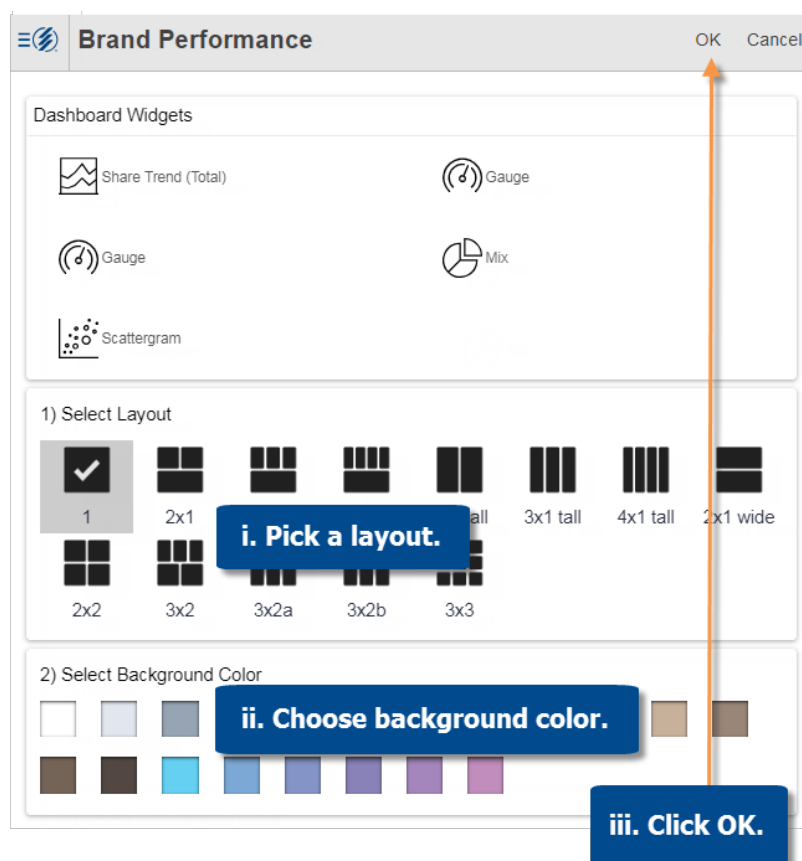 Brand Performance
OK Cancel
Dashboard Widgets
Share Trend (Total)
Gauge
Gauge
Mix
Scattergram
1) Select Layout
1
2x1
3x1 tall
4x1 tall
2x1 wide
i. Pick a layout.
2x2
3x2
3x2a
3x2b
3x3
2) Select Background Color
ii. Choose background color.
iii. Click OK.